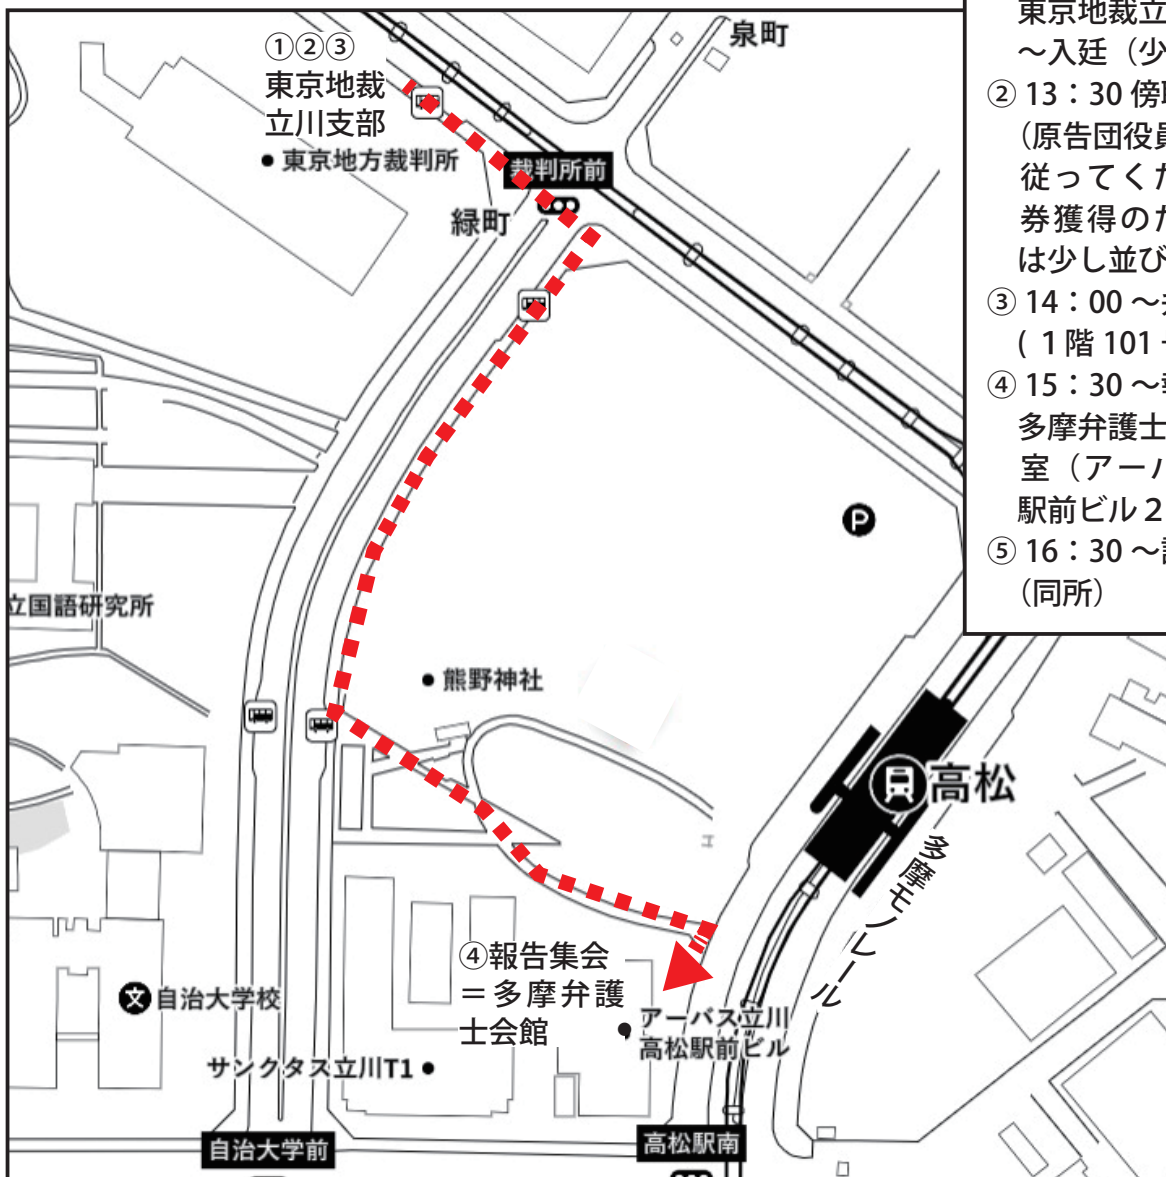 ①②③
東京地裁
立川支部
東京地方裁判所
裁判所前
緑町
泉町
立国語研究所
熊野神社
高松
多摩モノレール
④報告集会
＝多摩弁護
士会館
自治大学校
アーバス立川
高松駅前ビル
サンクタス立川T1
自治大学前
高松駅南
P
文
東京地裁立
～入廷（少
② 13：30 傍
（原告団役員
従ってくだ
券獲得のた
は少し並び
③ 14：00 ～
( １階 101
④ 15：30 ～
多摩弁護士
室（アーバ
駅前ビル２
⑤ 16：30 ～
（同所）